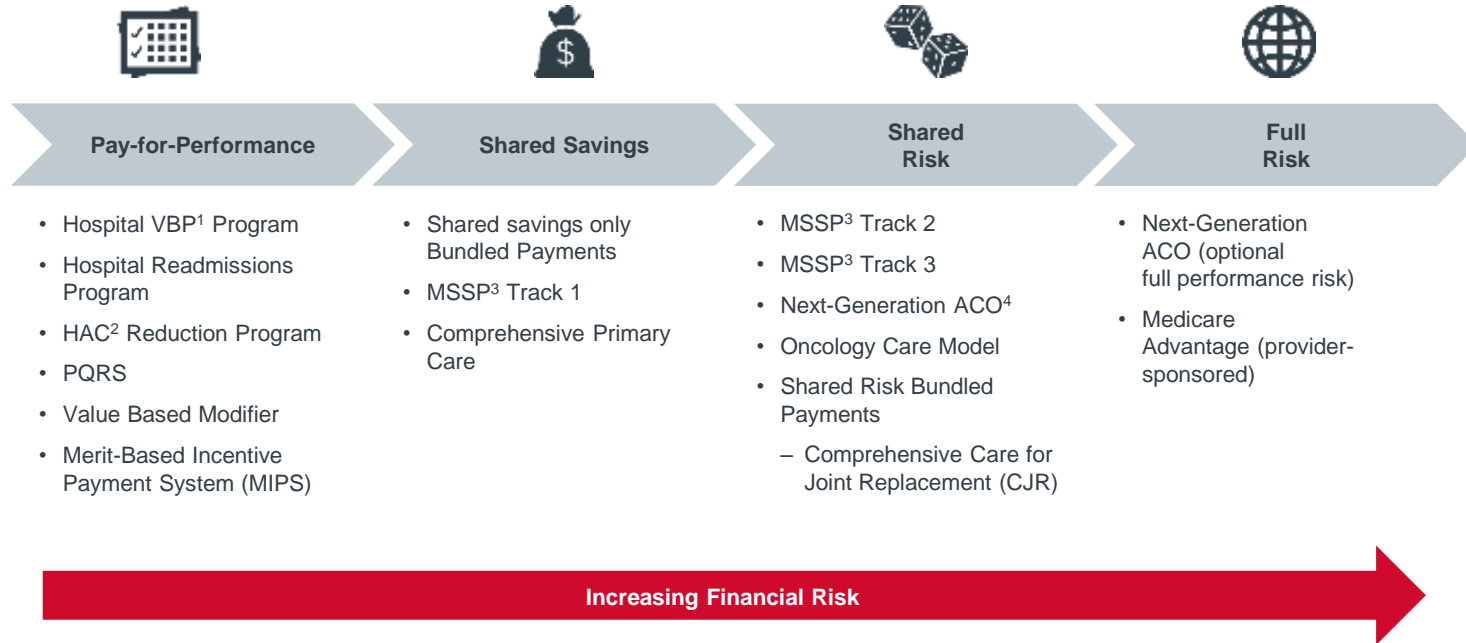 $
Pay-for-Performance
Shared Savings
Shared
Risk
Full
Risk
• Hospital VBP¹ Program
• Hospital Readmissions
Program
• HAC² Reduction Program
• PQRS
• Value Based Modifier
• Merit-Based Incentive
Payment System (MIPS)
• Shared savings only
Bundled Payments
• MSSP³ Track 1
• Comprehensive Primary
Care
• MSSP³ Track 2
• MSSP³ Track 3
• Next-Generation ACO⁴
• Oncology Care Model
• Shared Risk Bundled
Payments
– Comprehensive Care for
Joint Replacement (CJR)
• Next-Generation
ACO (optional
full performance risk)
• Medicare
Advantage (provider-
sponsored)
Increasing Financial Risk